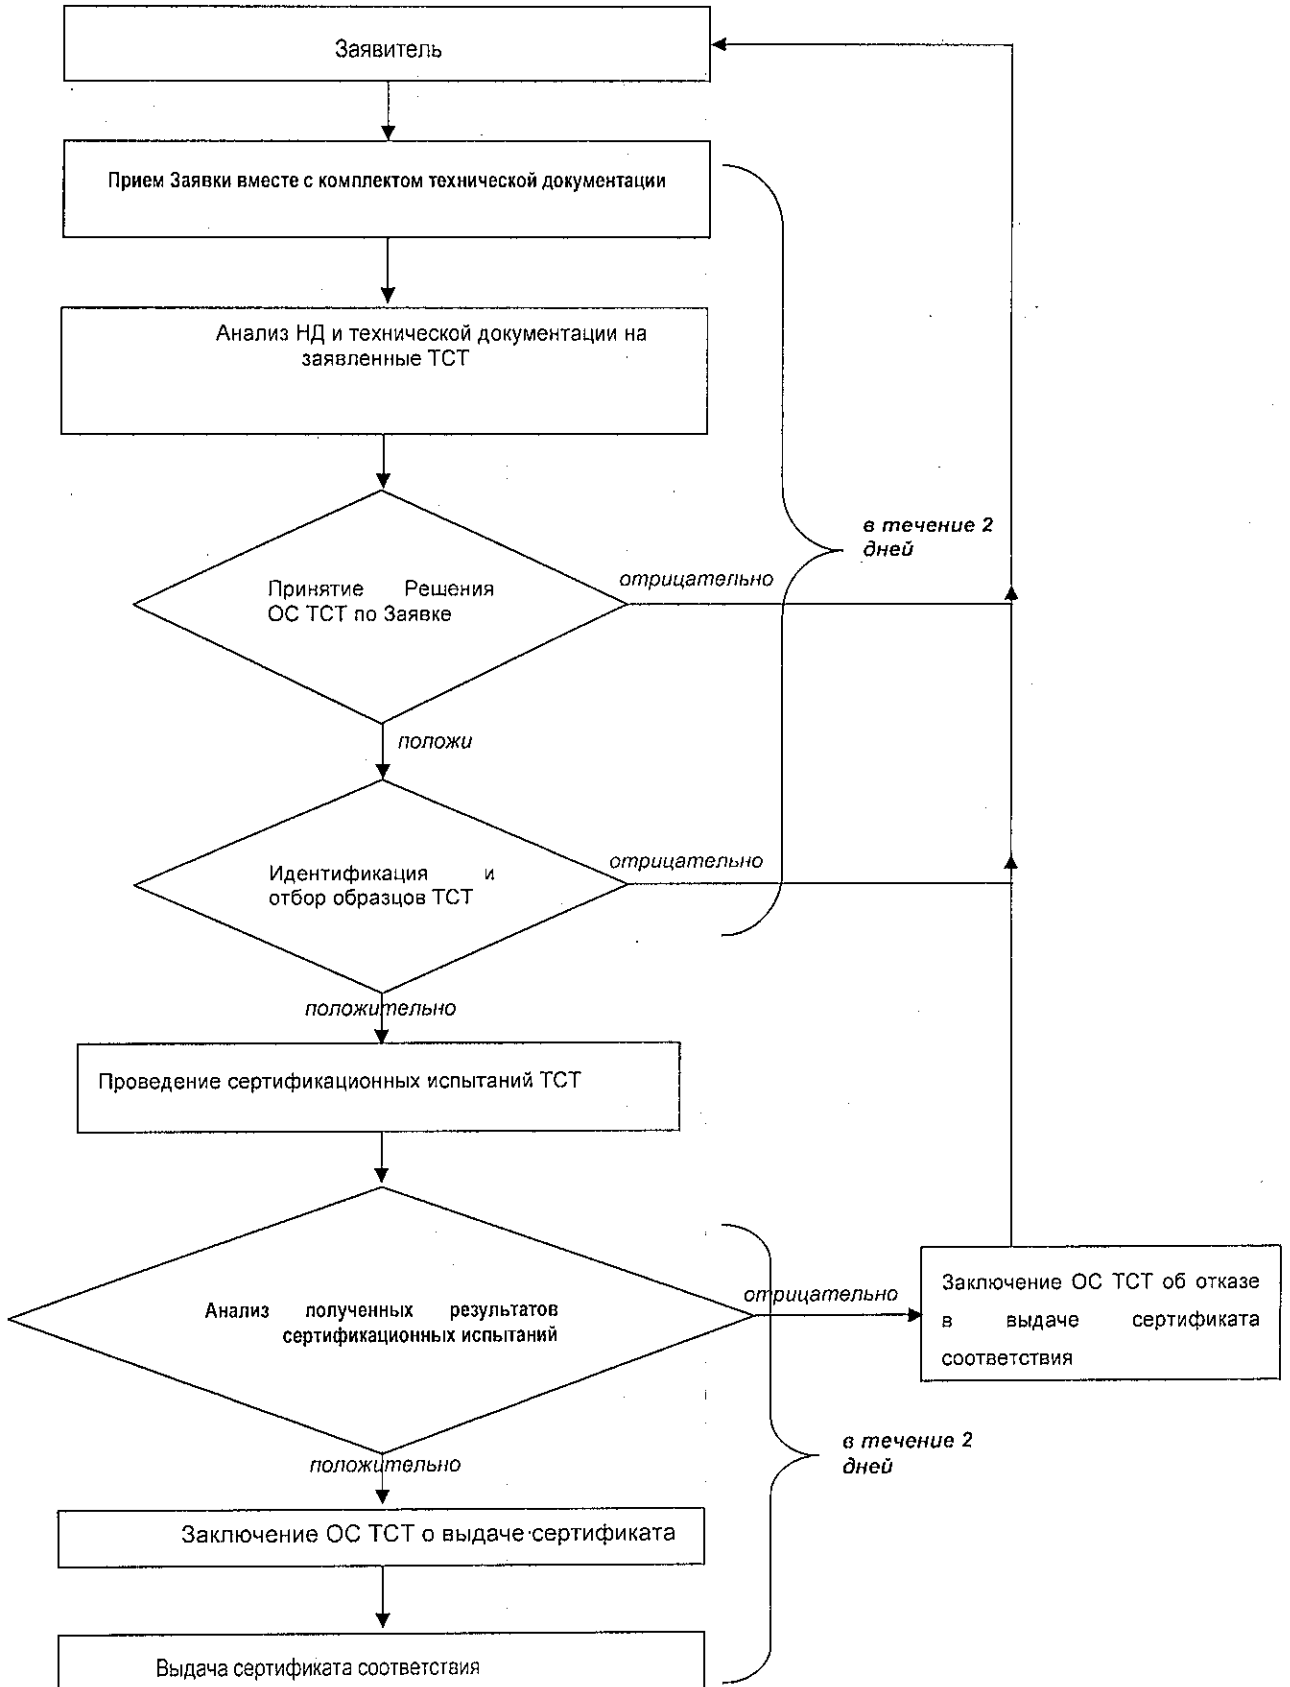 Заявитель
Прием Заявки вместе с комплектом технической документации
Анализ НД и технической документации на
заявленные ТСТ
в течение 2
дней
Принятие Решения
ОС ТСТ по Заявке
отрицательно
положи
Идентификация и
отбор образцов ТСТ
отрицательно
положительно
Проведение сертификационных испытаний ТСТ
Анализ полученных результатов
сертификационных испытаний
отрицательно
Заключение ОС ТСТ об отказе
в выдаче сертификата
соответствия
в течение 2
дней
положительно
Заключение ОС ТСТ о выдаче сертификата
Выдача сертификата соответствия